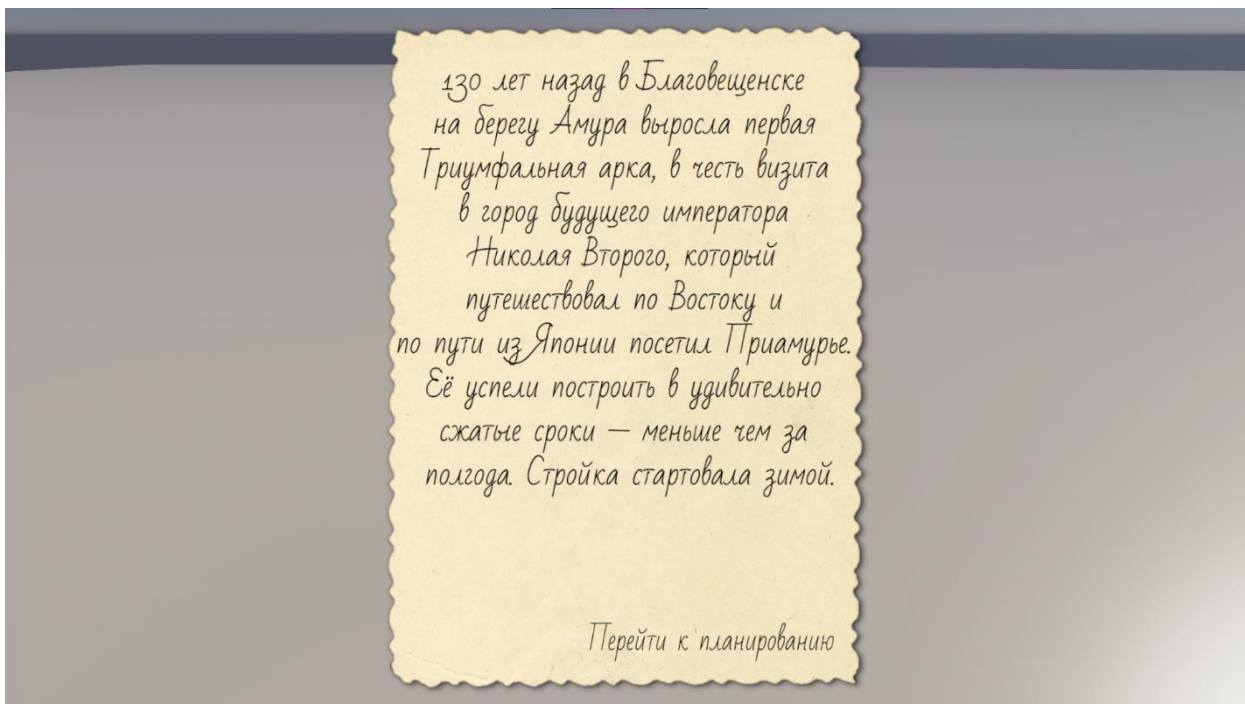 130 лет назад в Благовещенске
на берегу Амура выросла первая
Триумфальная арка, в честь визита
в город будущего императора
Николая Второго, который
путешествовал по Востоку и
по пути из Японии посетил Приамурье.
Её успели построить в удивительно
сжатые сроки — меньше чем за
полгода. Стройка стартовала зимой.
Перейти к планированию